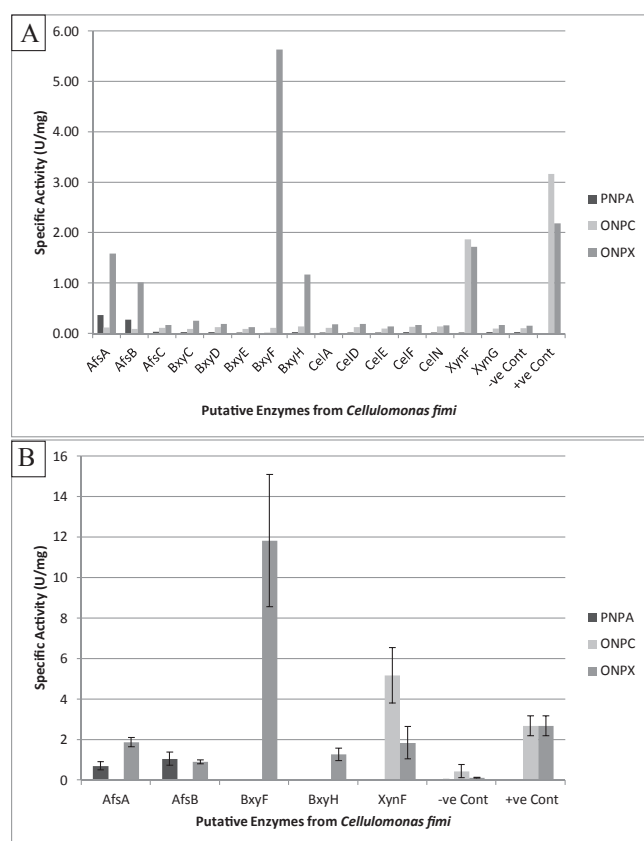 A
6.00
5.00
4.00
3.00
2.00
1.00
0.00
Specific Activity (U/mg)
AfsA
AfsB
AfsC
BxyC
BxyD
BxyE
BxyF
BxyH
CelA
CelD
CelE
CelF
CelN
XynF
XynG
-ve Cont
+ve Cont
Putative Enzymes from Cellulomonas fimi
PNPA
ONPC
ONPX
B
16
14
12
10
8
6
4
2
0
Specific Activity (U/mg)
AfsA
AfsB
BxyF
BxyH
XynF
-ve Cont
+ve Cont
Putative Enzymes from Cellulomonas fimi
PNPA
ONPC
ONPX